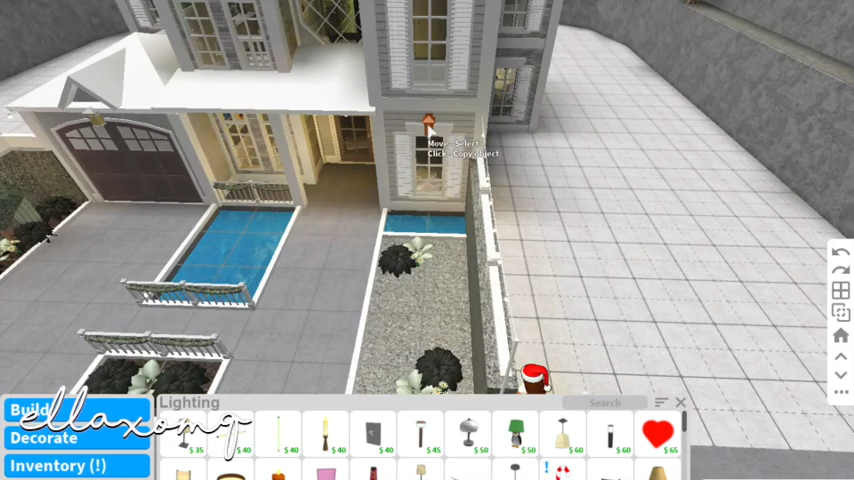 Move - Select
Click - Copy object
Build
ellaxomq
Decorate
Inventory (!)
Lighting
Search
$ 35
$ 40
$ 40
$ 40
$ 40
$ 45
$ 50
$ 50
$ 60
$ 60
$ 65
!